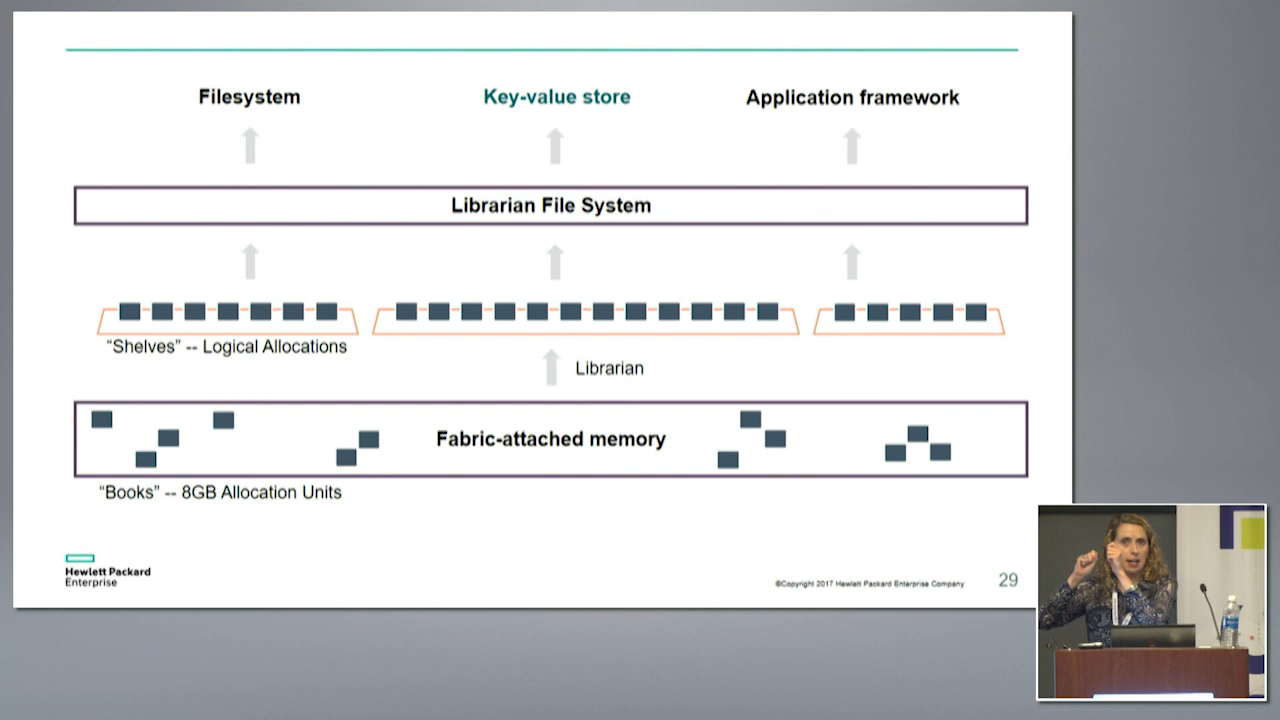 Filesystem
Key-value store
Application framework
Librarian File System
“Shelves” -- Logical Allocations
Librarian
Fabric-attached memory
“Books” -- 8GB Allocation Units
Hewlett Packard
Enterprise
©Copyright 2017 Hewlett Packard Enterprise Company
29